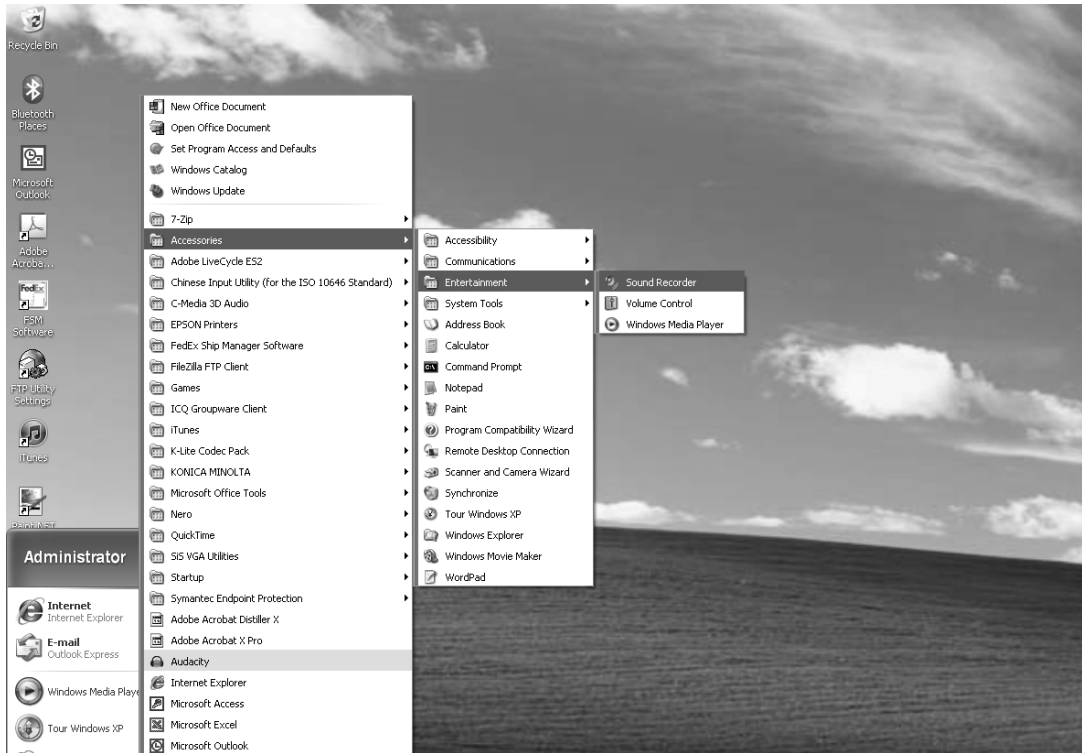 Recycle Bin
Bluetooth
Places
Microsoft
Outlook
Adobe
Acroba...
FedEx
FSM
Software
FTP Utility
Settings
iTunes
Paint.NET
Administrator
Internet
Internet Explorer
E-mail
Outlook Express
Windows Media Playe
Tour Windows XP
New Office Document
Open Office Document
Set Program Access and Defaults
Windows Catalog
Windows Update
7-Zip
Accessories
Adobe LiveCycle ES2
Chinese Input Utility (for the ISO 10646 Standard)
C-Media 3D Audio
EPSON Printers
FedEx Ship Manager Software
FileZilla FTP Client
Games
ICQ Groupware Client
iTunes
K-Lite Codec Pack
KONICA MINOLTA
Microsoft Office Tools
Nero
QuickTime
SiS VGA Utilities
Startup
Symantec Endpoint Protection
Adobe Acrobat Distiller X
Adobe Acrobat X Pro
Audacity
Internet Explorer
Microsoft Access
Microsoft Excel
Microsoft Outlook
Accessibility
Communications
Entertainment
System Tools
Address Book
Calculator
Command Prompt
Notepad
Paint
Program Compatibility Wizard
Remote Desktop Connection
Scanner and Camera Wizard
Synchronize
Tour Windows XP
Windows Explorer
Windows Movie Maker
WordPad
Sound Recorder
Volume Control
Windows Media Player